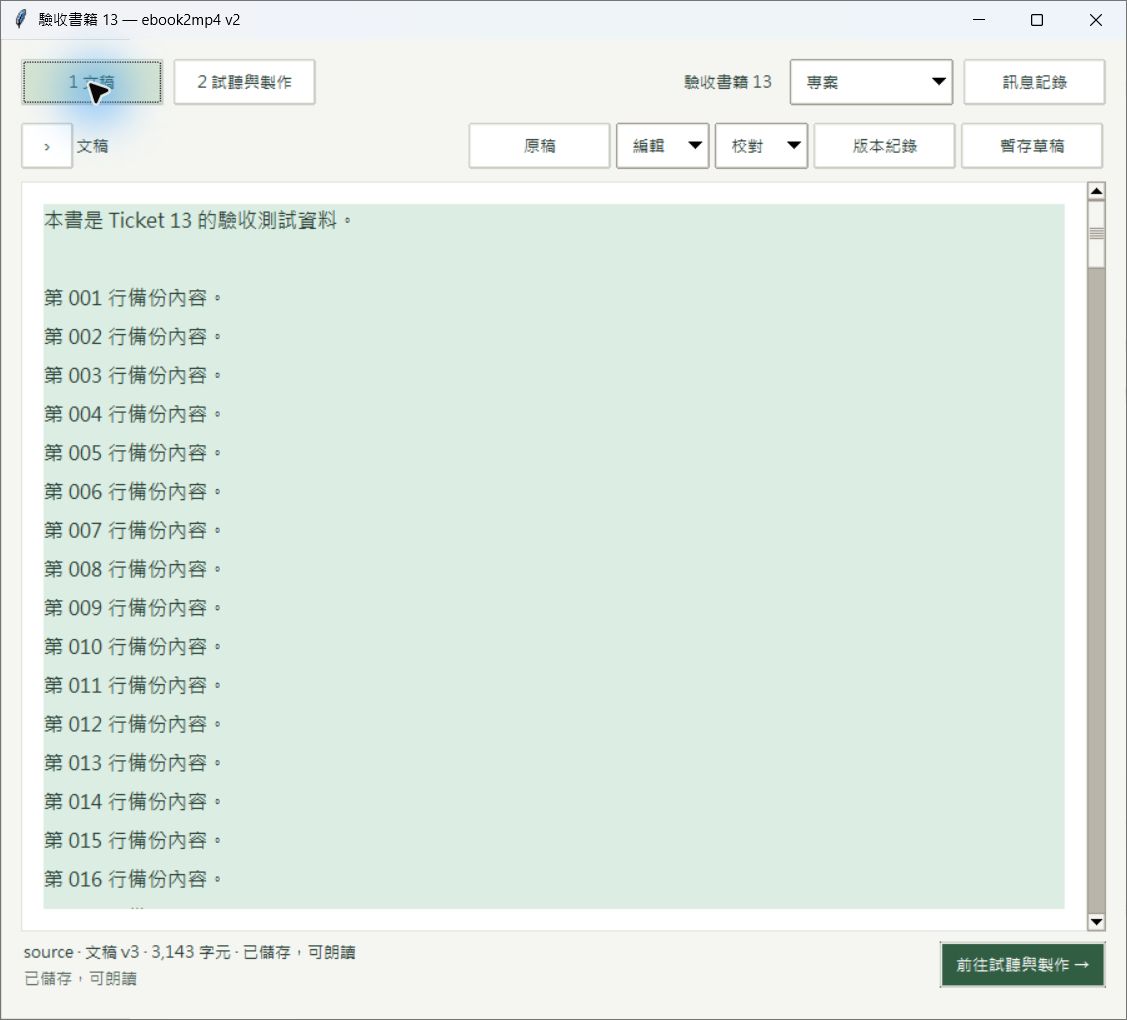 驗收書籍 13 — ebook2mp4 v2
1 文稿
2 試聽與製作
驗收書籍 13
專案
訊息記錄
›
文稿
原稿
編輯
校對
版本紀錄
暫存草稿
本書是 Ticket 13 的驗收測試資料。
第 001 行備份內容。
第 002 行備份內容。
第 003 行備份內容。
第 004 行備份內容。
第 005 行備份內容。
第 006 行備份內容。
第 007 行備份內容。
第 008 行備份內容。
第 009 行備份內容。
第 010 行備份內容。
第 011 行備份內容。
第 012 行備份內容。
第 013 行備份內容。
第 014 行備份內容。
第 015 行備份內容。
第 016 行備份內容。
source · 文稿 v3 · 3,143 字元 · 已儲存，可朗讀
已儲存，可朗讀
前往試聽與製作 →